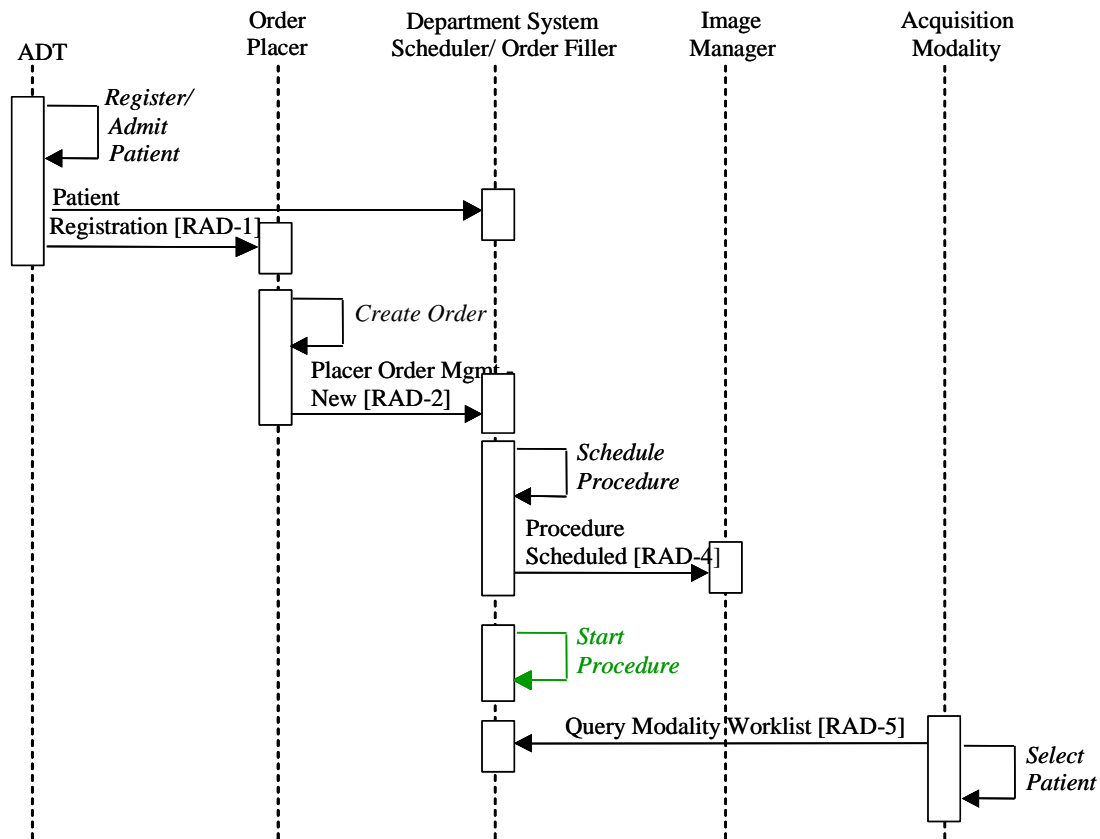 ADT
Order
Placer
Department System
Scheduler/ Order Filler
Image
Manager
Acquisition
Modality
Register/
Admit
Patient
Patient
Registration [RAD-1]
Create Order
Placer Order Mgmt -
New [RAD-2]
Schedule
Procedure
Procedure
Scheduled [RAD-4]
Start
Procedure
Query Modality Worklist [RAD-5]
Select
Patient